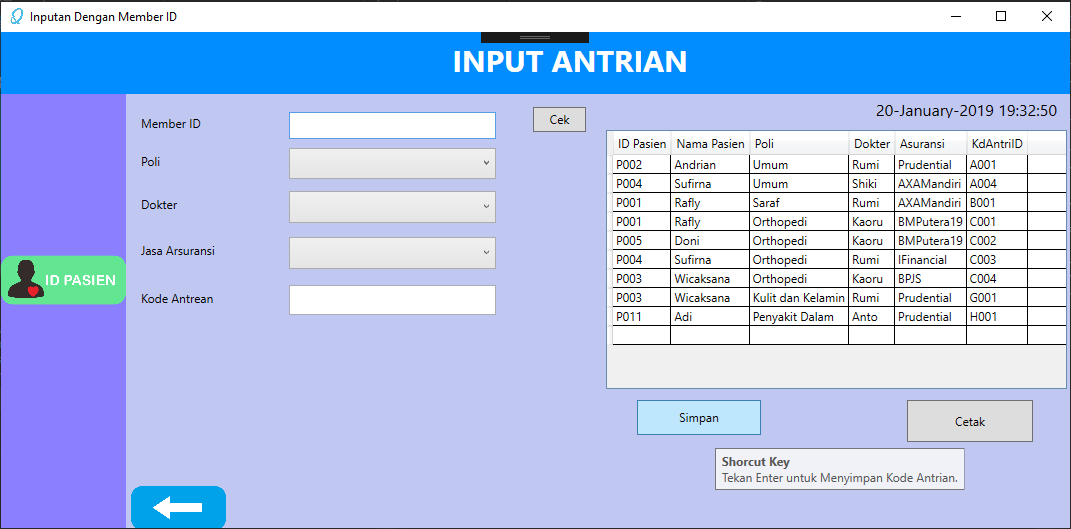 Inputan Dengan Member ID
INPUT ANTRIAN
20-January-2019 19:32:50
Member ID
Cek
Poli
Dokter
Jasa Arsuransi
Kode Antrean
ID PASIEN
ID Pasien Nama Pasien Poli Dokter Asuransi KdAntriID
P002 Andrian Umum Rumi Prudential A001
P004 Sufirna Umum Shiki AXAMandiri A004
P001 Rafly Saraf Rumi AXAMandiri B001
P001 Rafly Orthopedi Kaoru BMPutera19 C001
P005 Doni Orthopedi Kaoru BMPutera19 C002
P004 Sufirna Orthopedi Rumi IFinancial C003
P003 Wicaksana Orthopedi Kaoru BPJS C004
P003 Wicaksana Kulit dan Kelamin Rumi Prudential G001
P011 Adi Penyakit Dalam Anto Prudential H001
Simpan
Cetak
Shorcut Key
Tekan Enter untuk Menyimpan Kode Antrian.